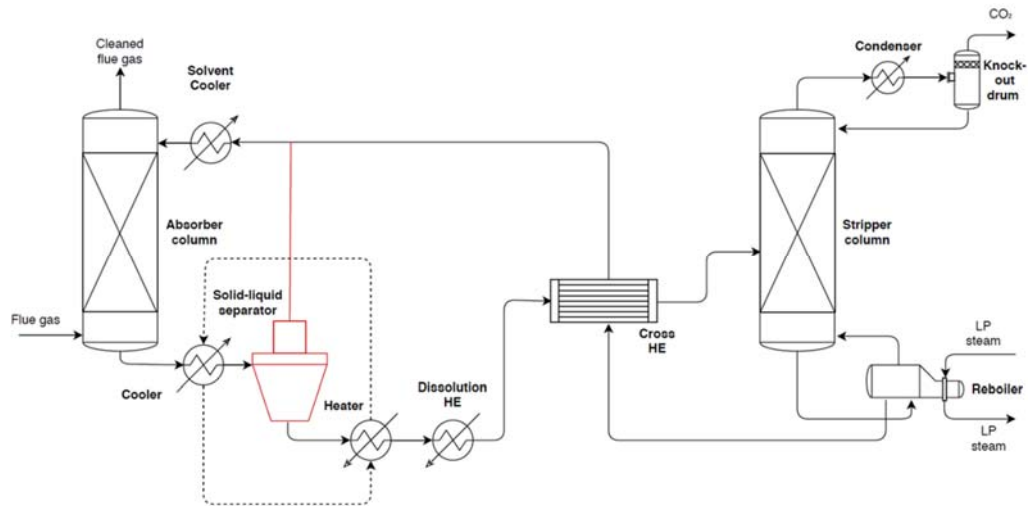 Cleaned
flue gas
Solvent
Cooler
Condenser
CO₂
Knock-
out
drum
Absorber
column
Stripper
column
Solid-liquid
separator
Flue gas
Cooler
Heater
Dissolution
HE
Cross
HE
LP
steam
Reboiler
LP
steam